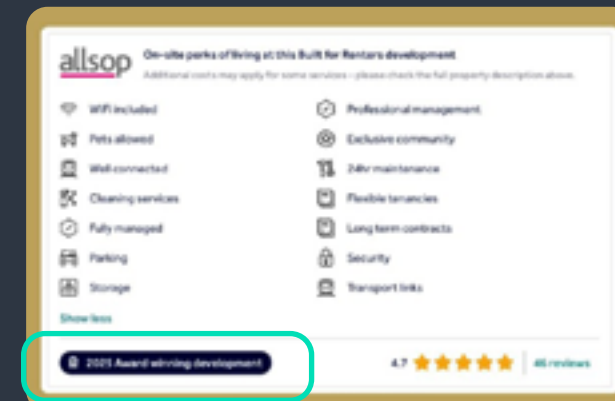 allsop
On-site perks of living at this Built for Renters development
Additional costs may apply for some services - please check the full property description above.
WiFi included
Professional management
Pets allowed
Exclusive community
Well connected
24hr maintenance
Cleaning services
Flexible tenancies
Fully managed
Long term contracts
Parking
Security
Storage
Transport links
Show less
2025 Award winning development
4.7
46 reviews